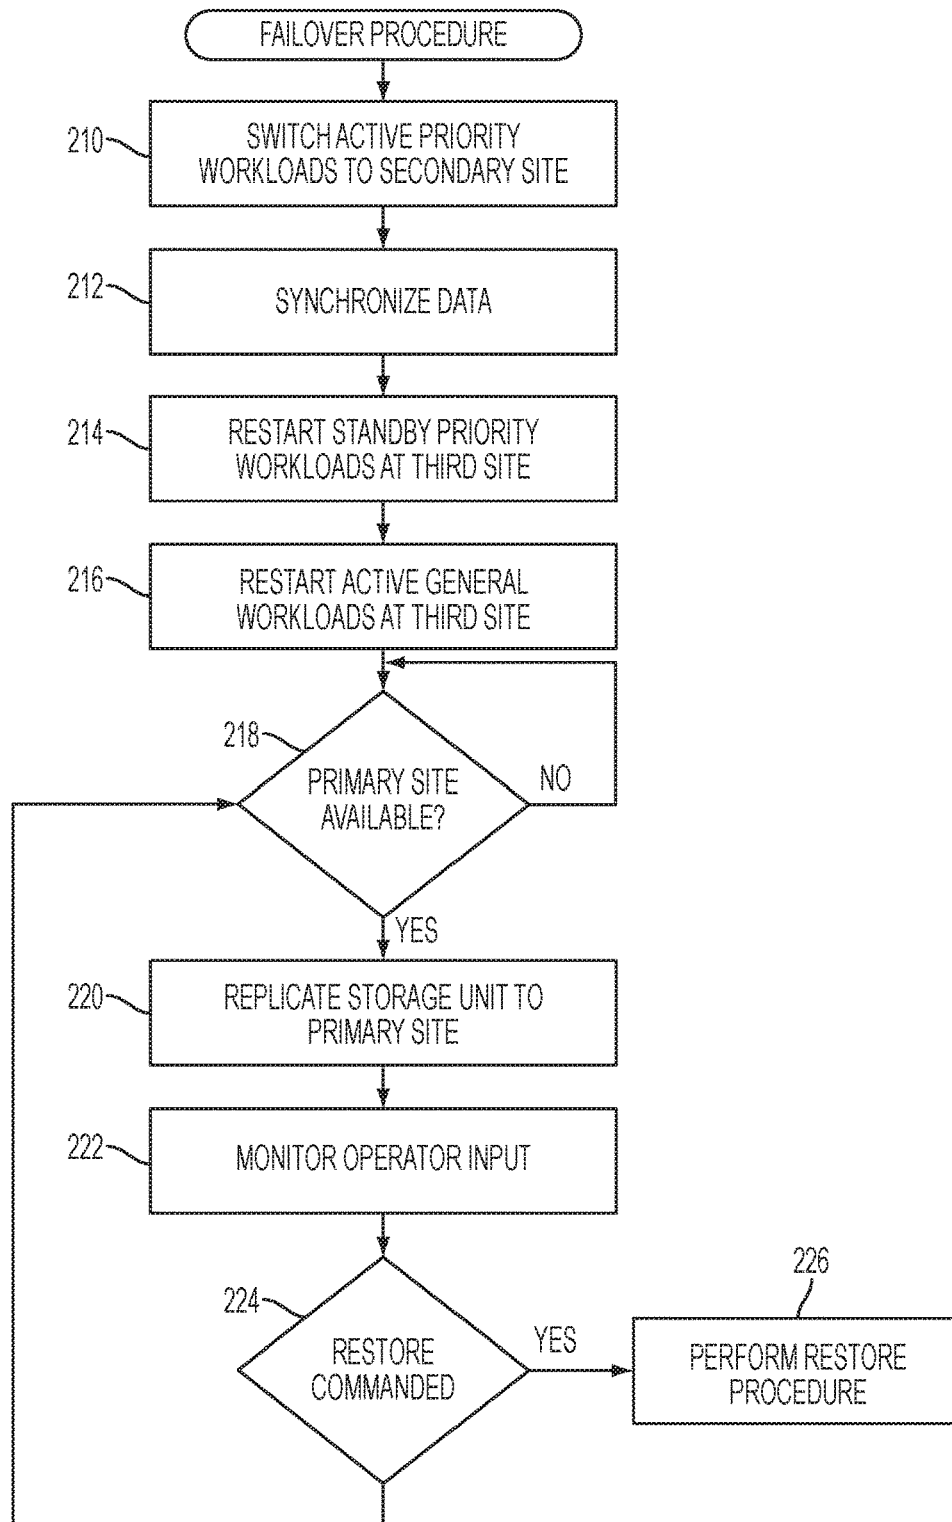 FAILOVER PROCEDURE
210
SWITCH ACTIVE PRIORITY
WORKLOADS TO SECONDARY SITE
212
SYNCHRONIZE DATA
214
RESTART STANDBY PRIORITY
WORKLOADS AT THIRD SITE
216
RESTART ACTIVE GENERAL
WORKLOADS AT THIRD SITE
218
PRIMARY SITE
AVAILABLE?
NO
YES
220
REPLICATE STORAGE UNIT TO
PRIMARY SITE
222
MONITOR OPERATOR INPUT
224
RESTORE
COMMANDED
YES
226
PERFORM RESTORE
PROCEDURE